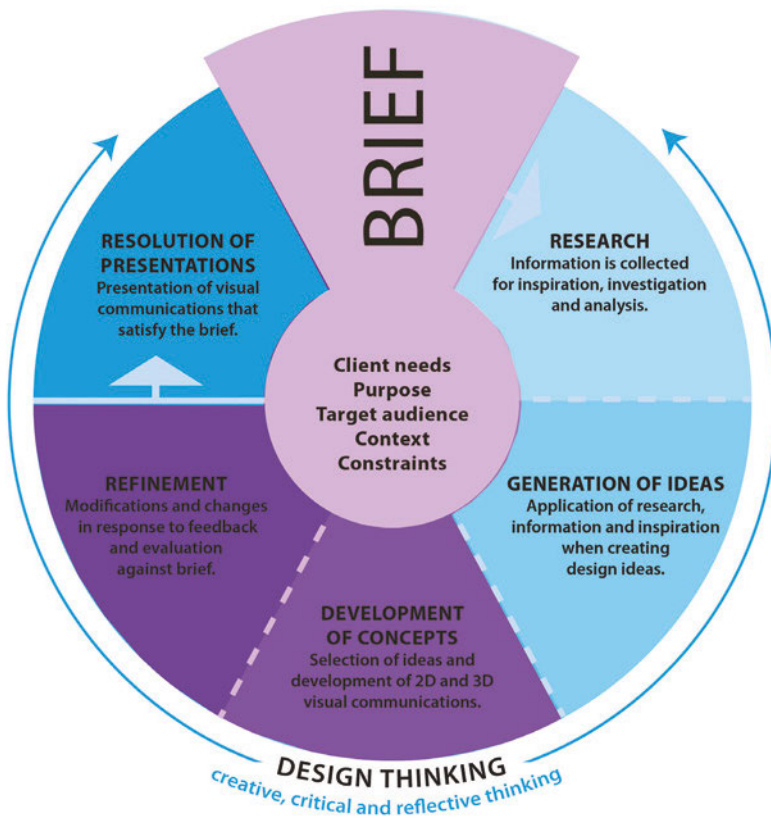 BRIEF
Client needs
Purpose
Target audience
Context
Constraints
RESEARCH
Information is collected
for inspiration, investigation
and analysis.
GENERATION OF IDEAS
Application of research,
information and inspiration
when creating
design ideas.
DEVELOPMENT
OF CONCEPTS
Selection of ideas and
development of 2D and 3D
visual communications.
REFINEMENT
Modifications and changes
in response to feedback
and evaluation
against brief.
RESOLUTION OF
PRESENTATIONS
Presentation of visual
communications that
satisfy the brief.
DESIGN THINKING
creative, critical and reflective thinking